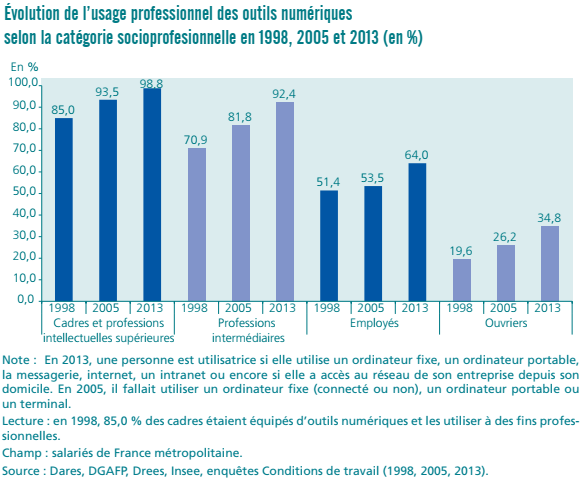 Évolution de l'usage professionnel des outils numériques
selon la catégorie socioprofesionnelle en 1998, 2005 et 2013 (en %)
En %
100,0
90,0
80,0
70,0
60,0
50,0
40,0
30,0
20,0
10,0
0,0
85,0 93,5 98,8 70,9 81,8 92,4 51,4 53,5 64,0 19,6 26,2 34,8
1998 2005 2013 1998 2005 2013 1998 2005 2013 1998 2005 2013
Cadres et professions intellectuelles supérieures
Professions intermédiaires
Employés
Ouvriers
Note : En 2013, une personne est utilisatrice si elle utilise un ordinateur fixe, un ordinateur portable,
la messagerie, internet, un intranet ou encore si elle a accès au réseau de son entreprise depuis son
domicile. En 2005, il fallait utiliser un ordinateur fixe (connecté ou non), un ordinateur portable ou
un terminal.
Lecture : en 1998, 85,0 % des cadres étaient équipés d'outils numériques et les utiliser à des fins profes-
sionnelles.
Champ : salariés de France métropolitaine.
Source : Dares, DGAFP, Drees, Insee, enquêtes Conditions de travail (1998, 2005, 2013).